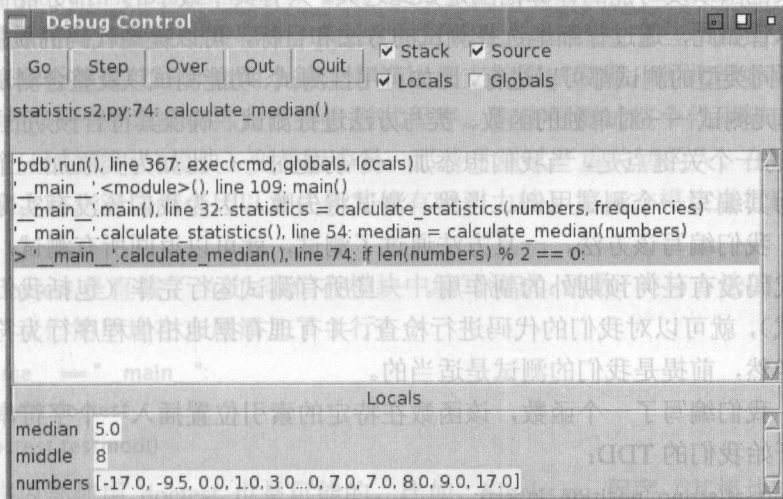 Debug Control
Go Step Over Out Quit Stack Source
Locals Globals
statistics2.py:74: calculate_median()
'bdb'.run(), line 367: exec(cmd, globals, locals)
'__main__'.<module>(), line 109: main()
'__main__'.main(), line 32: statistics = calculate_statistics(numbers, frequencies)
'__main__'.calculate_statistics(), line 54: median = calculate_median(numbers)
> '__main__'.calculate_median(), line 74: if len(numbers) % 2 == 0:
Locals
median 5.0
middle 8
numbers [-17.0, -9.5, 0.0, 1.0, 3.0...0, 7.0, 7.0, 8.0, 9.0, 17.0]